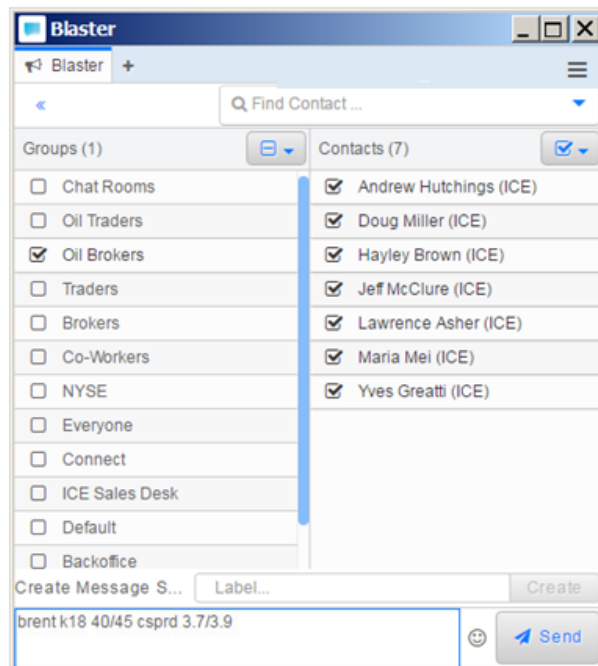 Blaster
Blaster +
« Find Contact ...
Groups (1)
Chat Rooms
Oil Traders
Oil Brokers
Traders
Brokers
Co-Workers
NYSE
Everyone
Connect
ICE Sales Desk
Default
Backoffice
Contacts (7)
Andrew Hutchings (ICE)
Doug Miller (ICE)
Hayley Brown (ICE)
Jeff McClure (ICE)
Lawrence Asher (ICE)
Maria Mei (ICE)
Yves Greatti (ICE)
Create Message S... Label... Create
brent k18 40/45 csprd 3.7/3.9
Send